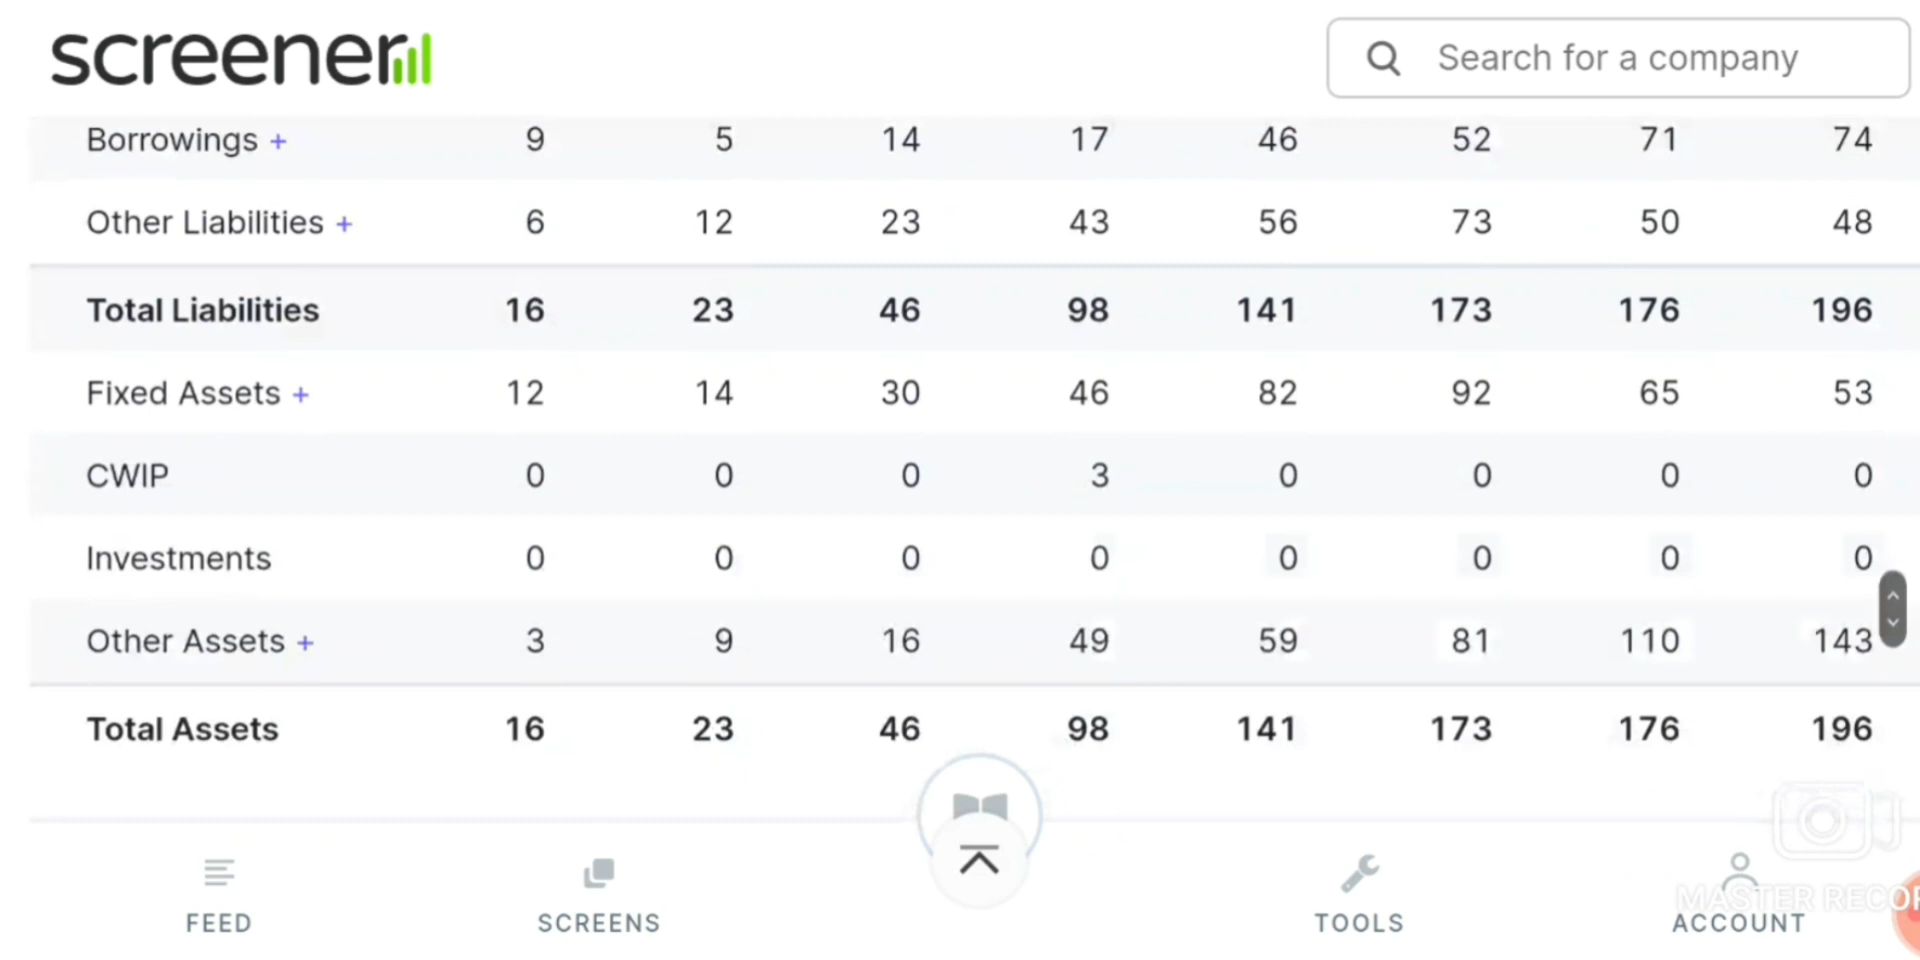 screener
Search for a company
Borrowings + 9 5 14 17 46 52 71 74
Other Liabilities + 6 12 23 43 56 73 50 48
Total Liabilities 16 23 46 98 141 173 176 196
Fixed Assets + 12 14 30 46 82 92 65 53
CWIP 0 0 0 3 0 0 0 0
Investments 0 0 0 0 0 0 0 0
Other Assets + 3 9 16 49 59 81 110 143
Total Assets 16 23 46 98 141 173 176 196
MASTER RECOR
FEED SCREENS TOOLS ACCOUNT